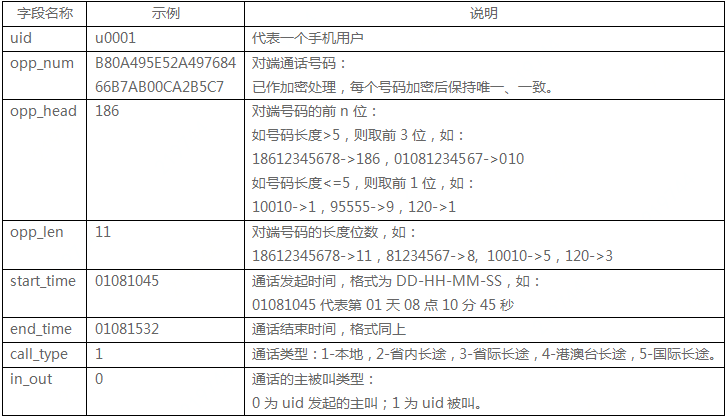 字段名称 示例 说明
uid u0001 代表一个手机用户
opp_num B80A495E52A497684 对端通话号码：
66B7AB00CA2B5C7 已作加密处理，每个号码加密后保持唯一、一致。
opp_head 186 对端号码的前 n 位：
如号码长度>5，则取前 3 位，如：
18612345678->186，01081234567->010
如号码长度<=5，则取前 1 位，如：
10010->1，95555->9，120->1
opp_len 11 对端号码的长度位数，如：
18612345678->11，81234567->8, 10010->5，120->3
start_time 01081045 通话发起时间，格式为 DD-HH-MM-SS，如：
01081045 代表第 01 天 08 点 10 分 45 秒
end_time 01081532 通话结束时间，格式同上
call_type 1 通话类型：1-本地，2-省内长途，3-省际长途，4-港澳台长途，5-国际长途。
in_out 0 通话的主被叫类型：
0 为 uid 发起的主叫；1 为 uid 被叫。